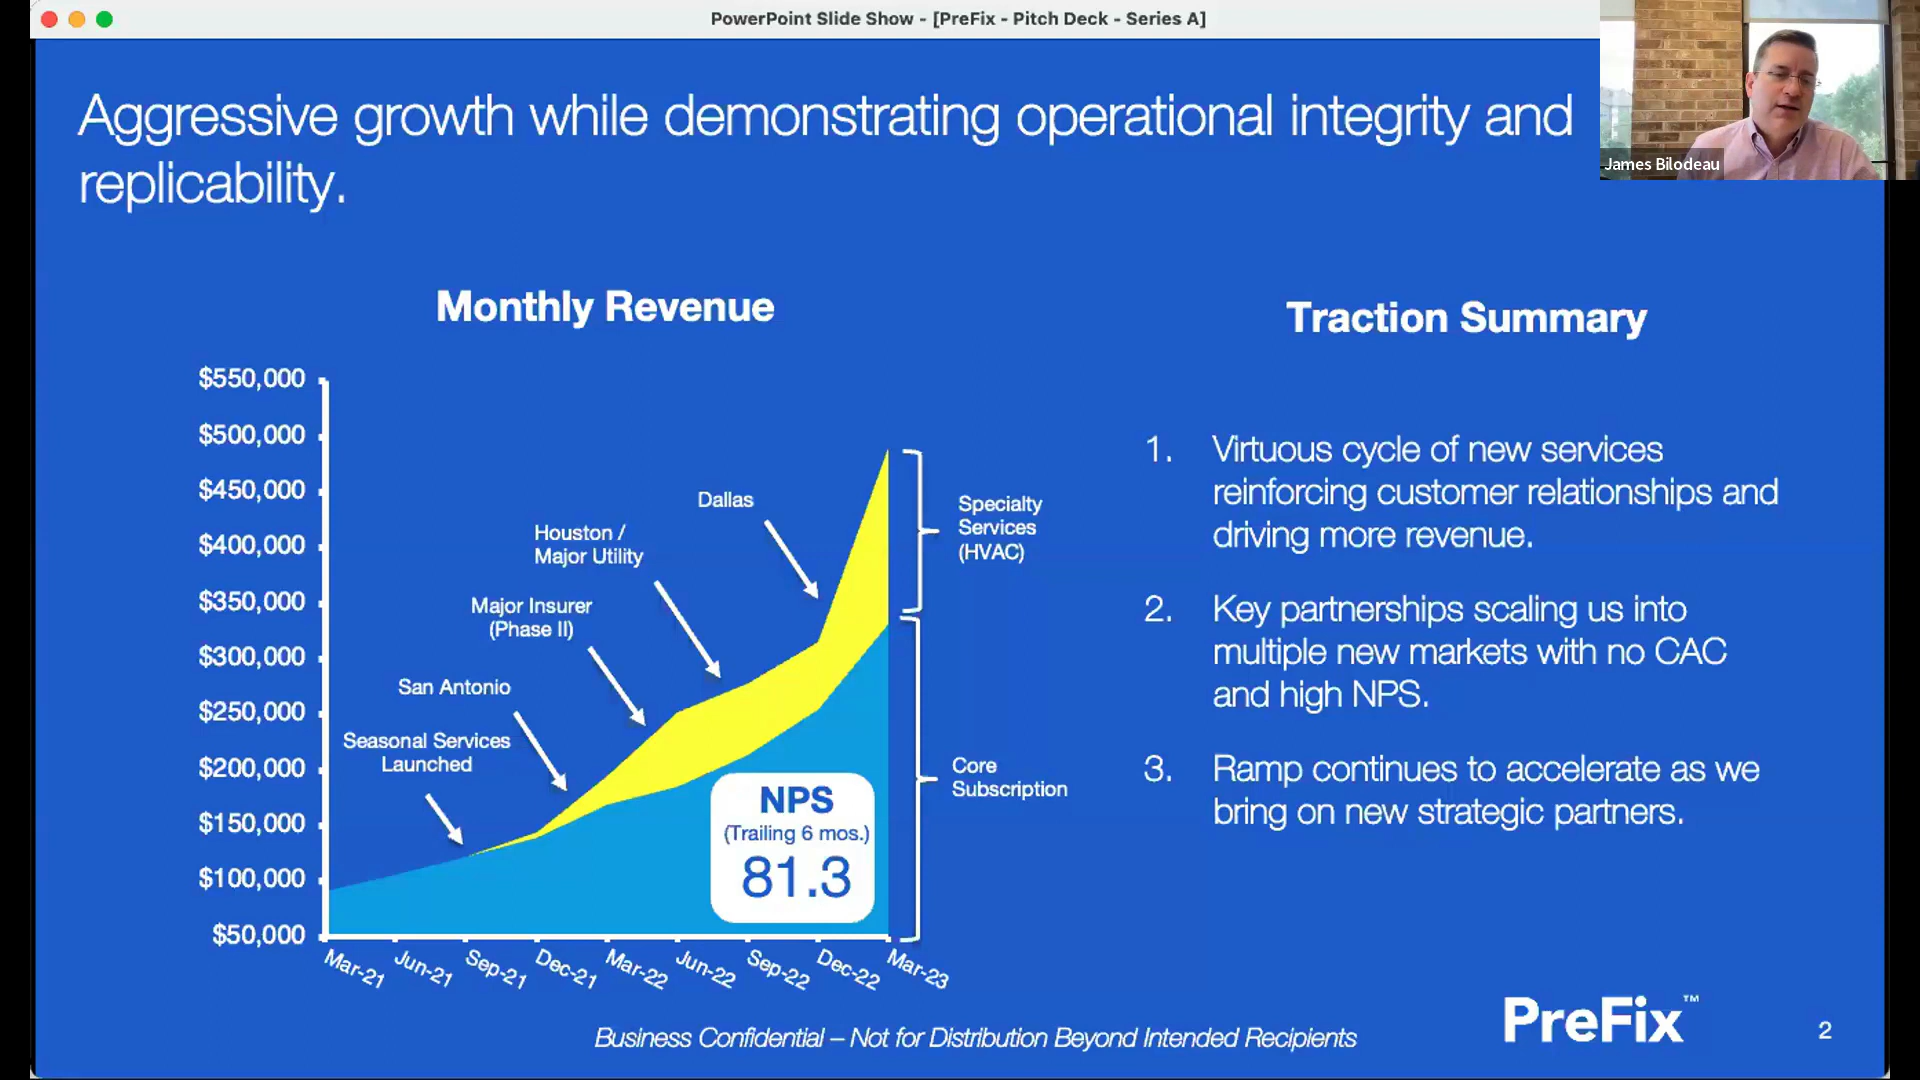 PowerPoint Slide Show - [PreFix - Pitch Deck - Series A]
James Bilodeau
Aggressive growth while demonstrating operational integrity and
replicability.
Monthly Revenue
$550,000
$500,000
$450,000
$400,000
$350,000
$300,000
$250,000
$200,000
$150,000
$100,000
$50,000
Mar-21
Jun-21
Sep-21
Dec-21
Mar-22
Jun-22
Sep-22
Dec-22
Mar-23
Seasonal Services
Launched
San Antonio
Major Insurer
(Phase II)
Houston /
Major Utility
Dallas
Specialty
Services
(HVAC)
Core
Subscription
NPS
(Trailing 6 mos.)
81.3
Traction Summary
1. Virtuous cycle of new services
reinforcing customer relationships and
driving more revenue.
2. Key partnerships scaling us into
multiple new markets with no CAC
and high NPS.
3. Ramp continues to accelerate as we
bring on new strategic partners.
Business Confidential – Not for Distribution Beyond Intended Recipients
PreFix™
2